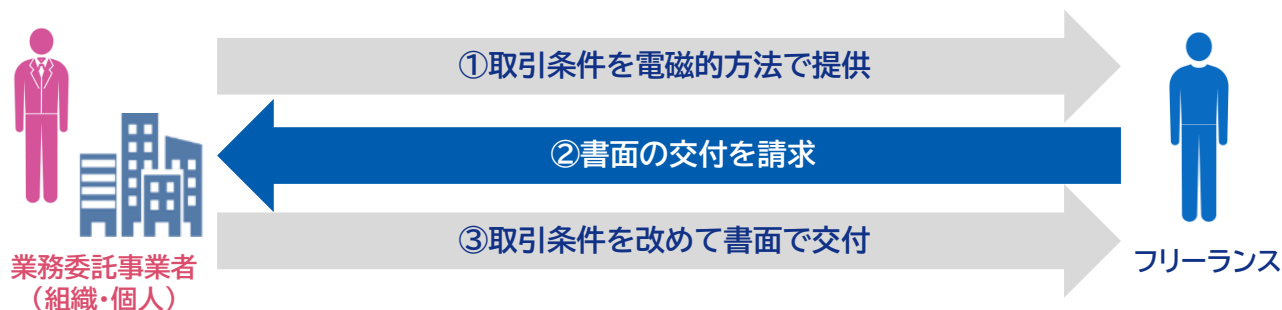 ①取引条件を電磁的方法で提供
②書面の交付を請求
③取引条件を改めて書面で交付
業務委託事業者
（組織・個人）
フリーランス